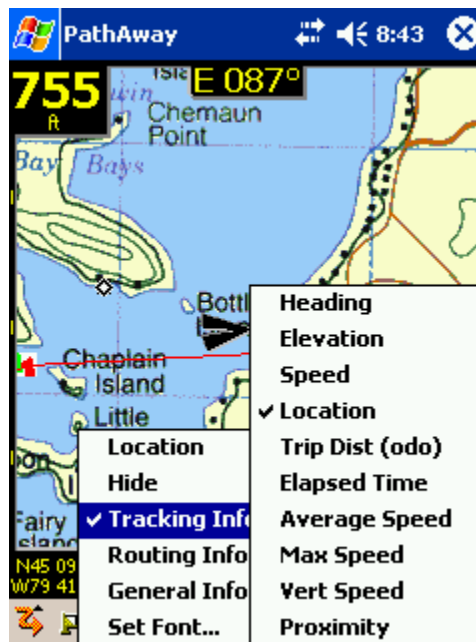 PathAway 8:43
755
ft
E 087°
Chemaun
Point
Bay Bays
Chaplain
Island
Little
Fairy
N45 09
W79 41
Location
Hide
Tracking Info
Routing Info
General Info
Set Font...
Heading
Elevation
Speed
Location
Trip Dist (odo)
Elapsed Time
Average Speed
Max Speed
Vert Speed
Proximity